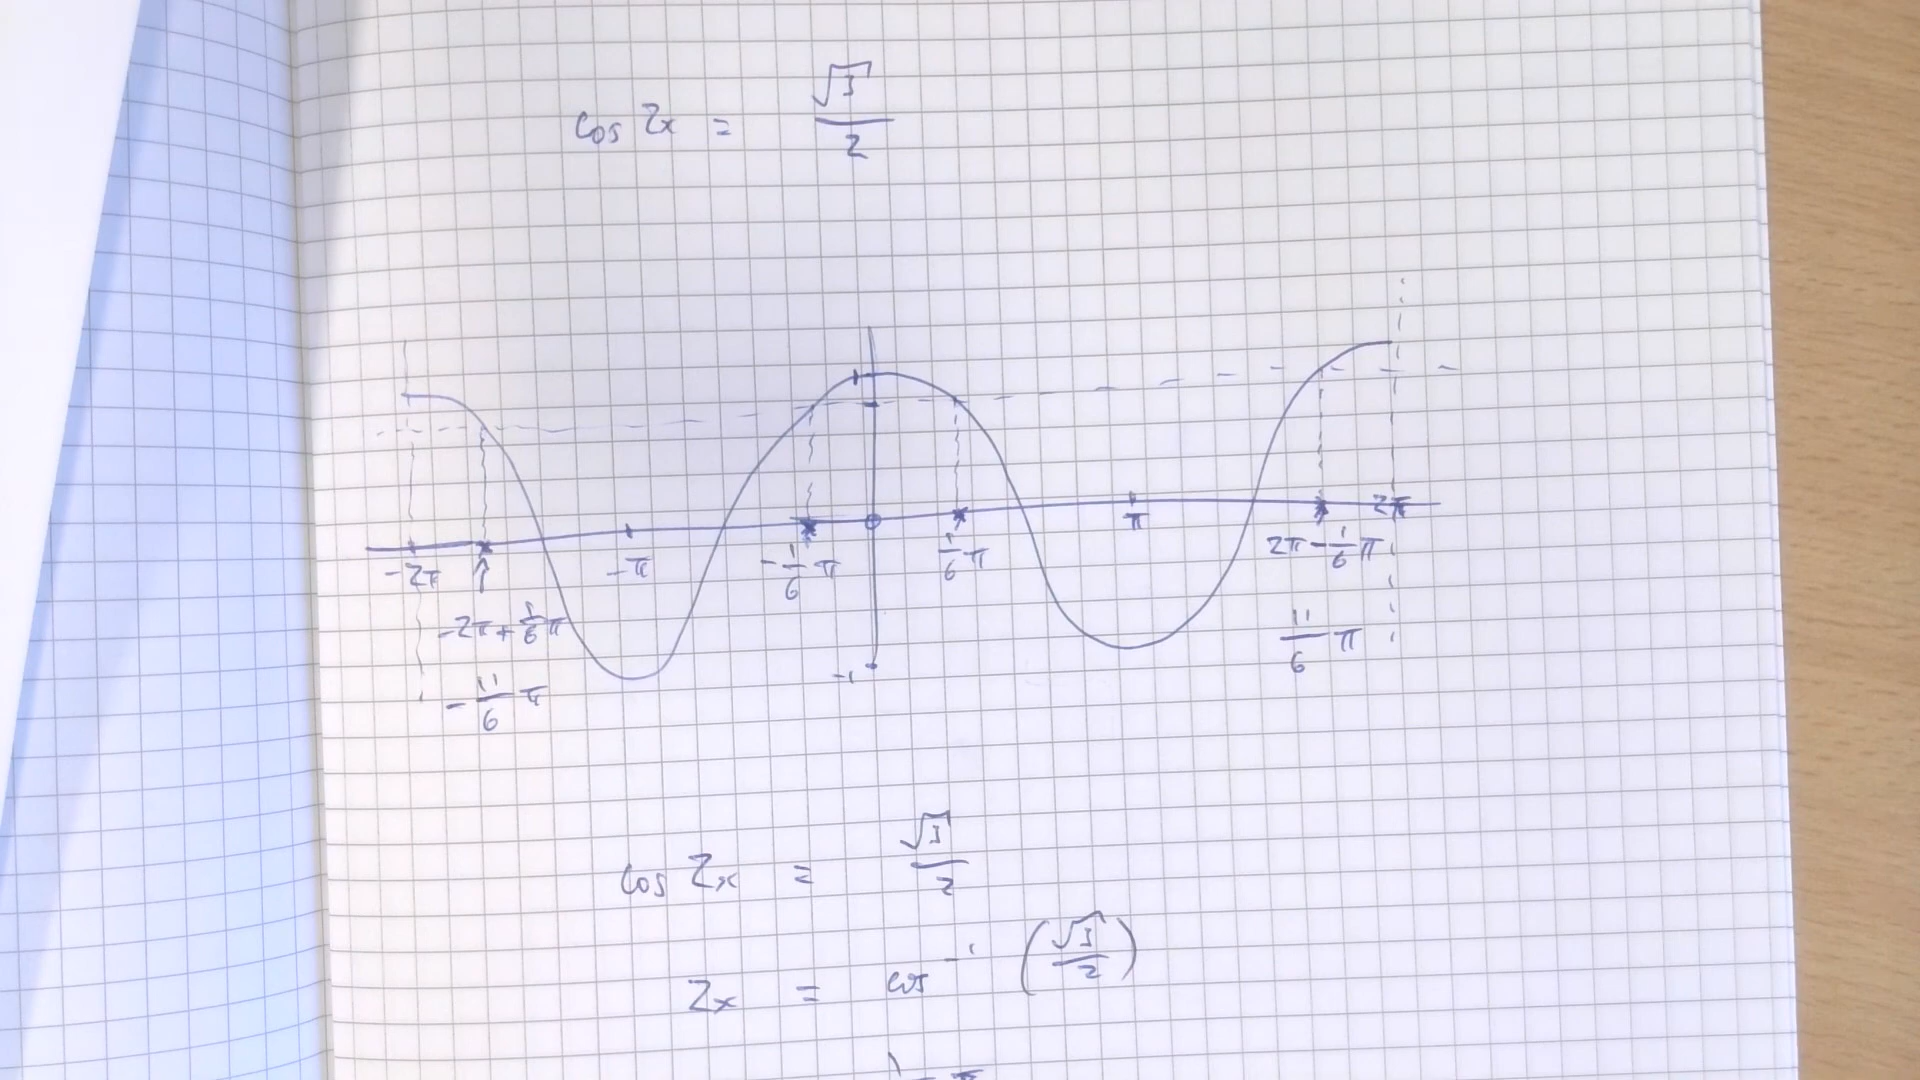 cos 2x = √3/2
-2π -π -1/6 π 1/6 π π 2π - 1/6 π 2π
-2π + 1/6 π
11/6 π
-1
-11/6 π
cos 2x = √3/2
2x = cos⁻¹ (√3/2)